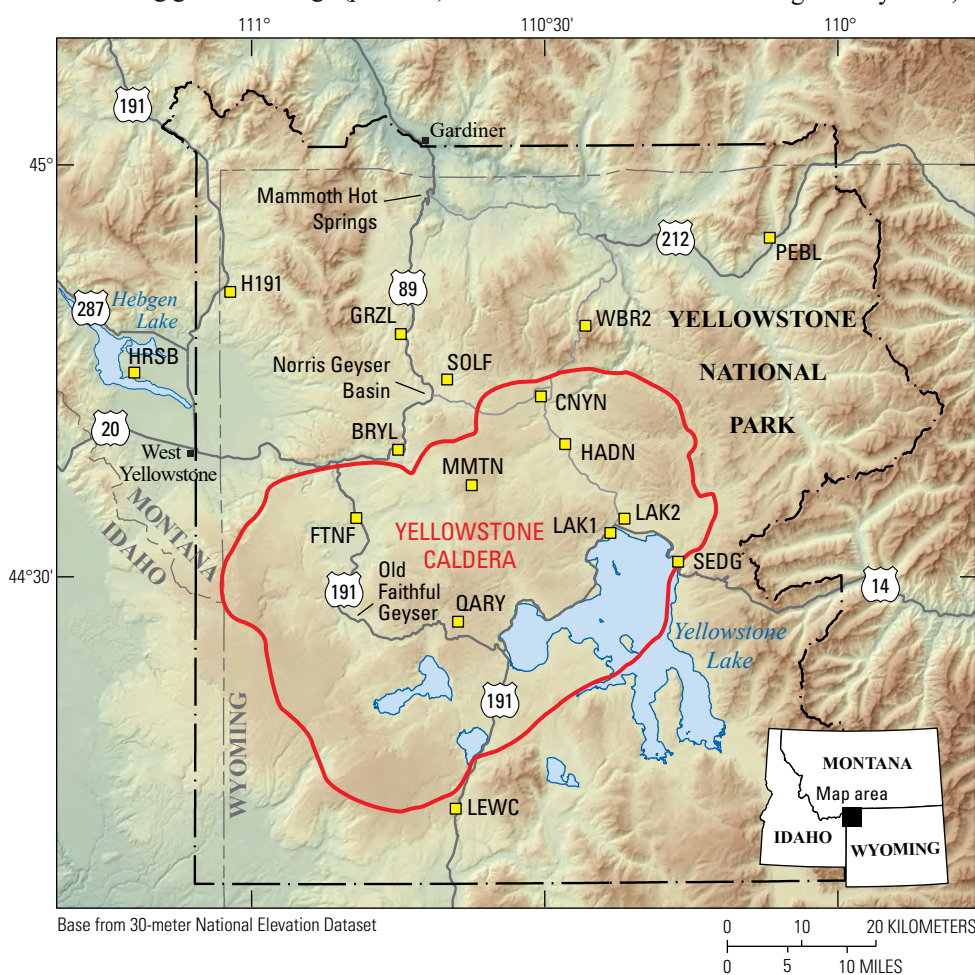 111°
110°30'
110°
191
Gardiner
45°
Mammoth Hot
Springs
212
PEBL
H191
89
287
Hebgen
Lake
GRZL
WBR2
YELLOWSTONE
NATIONAL
PARK
HRSB
Norris Geyser
Basin
SOLF
CNYN
20
West
Yellowstone
BRYL
HADN
MMTN
MONTANA
IDAHO
FTNF
YELLOWSTONE
CALDERA
LAK1
LAK2
SEDG
44°30'
191
Old
Faithful
Geyser
QARY
14
Yellowstone
Lake
191
WYOMING
LEWC
MONTANA
Map area
IDAHO
WYOMING
Base from 30-meter National Elevation Dataset
0 10 20 KILOMETERS
0 5 10 MILES